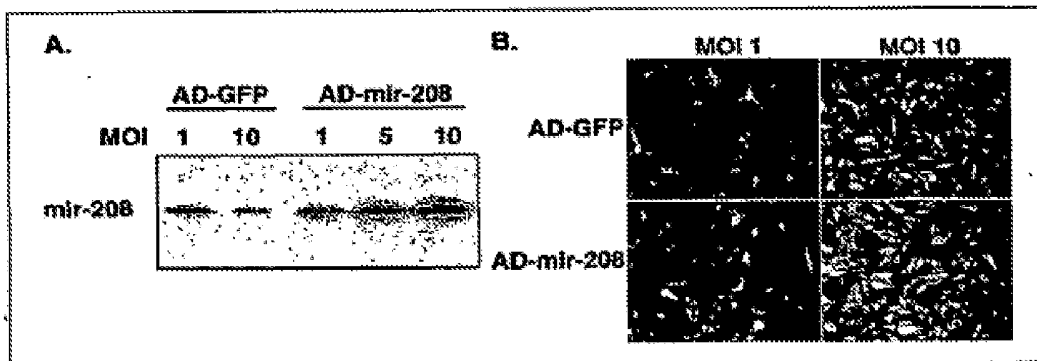 A.
AD-GFP AD-mir-208
MOI 1 10 1 5 10
mir-208
B.
MOI 1 MOI 10
AD-GFP
AD-mir-208